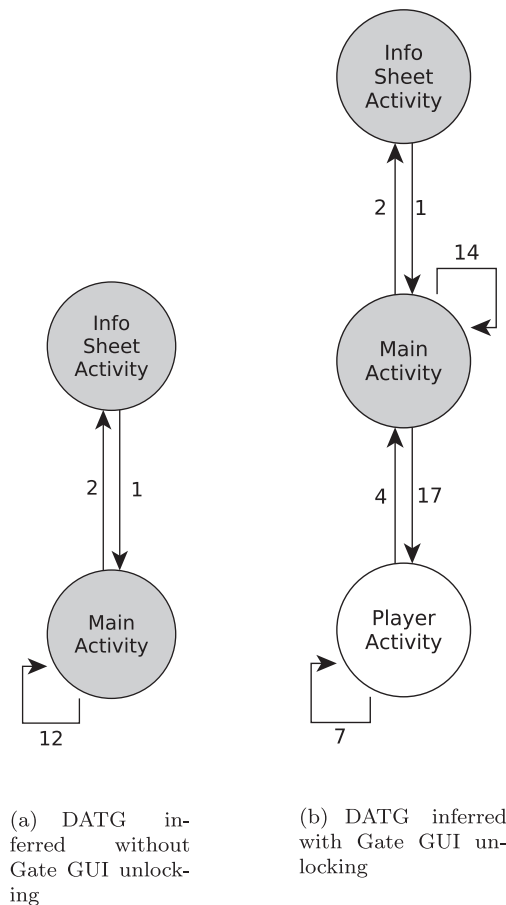 Info
Sheet
Activity
2
1
Main
Activity
12
(a) DATG in-
ferred without
Gate GUI unlock-
ing
Info
Sheet
Activity
2
1
14
Main
Activity
4
17
Player
Activity
7
(b) DATG inferred
with Gate GUI un-
locking